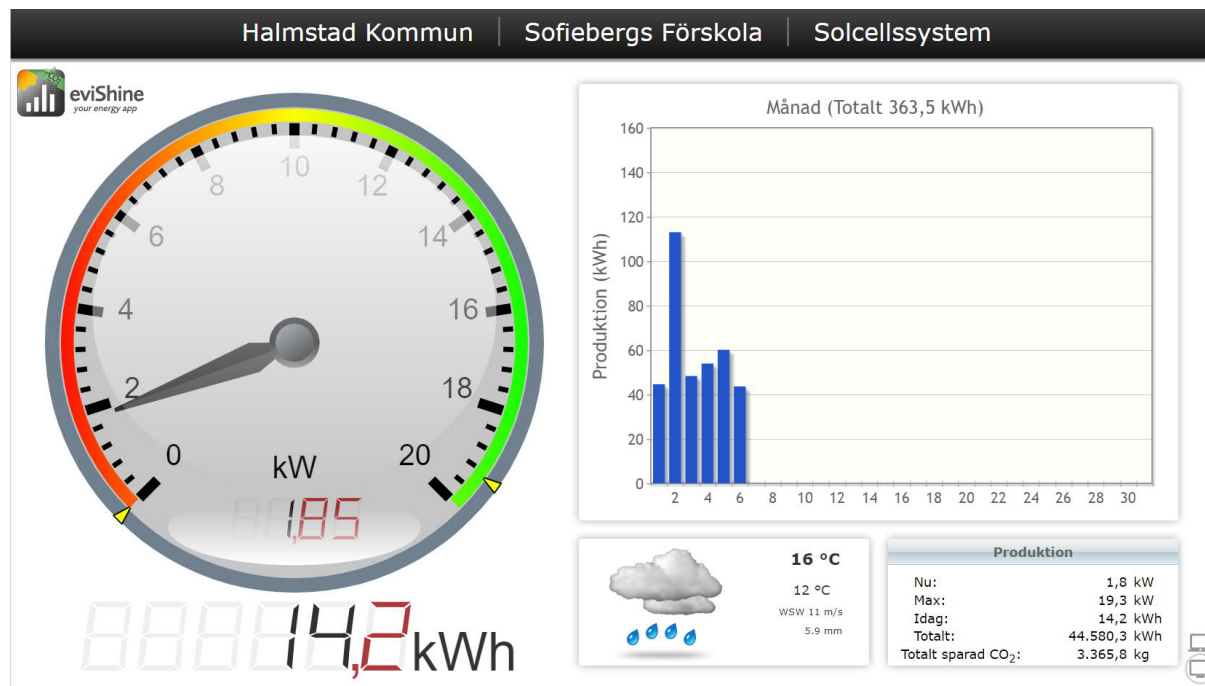 Halmstad Kommun | Sofiebergs Förskola | Solcellssystem
CO2
eviShine
your energy app
0
2
4
6
8
10
12
14
16
18
20
kW
1,85
14,2 kWh
Månad (Totalt 363,5 kWh)
Produktion (kWh)
160
140
120
100
80
60
40
20
0
2 4 6 8 10 12 14 16 18 20 22 24 26 28 30
16 °C
12 °C
WSW 11 m/s
5.9 mm
Produktion
Nu: 1,8 kW
Max: 19,3 kW
Idag: 14,2 kWh
Totalt: 44.580,3 kWh
Totalt sparad CO₂: 3.365,8 kg